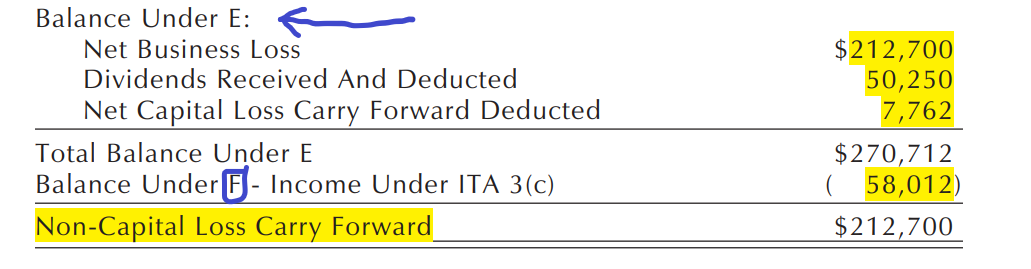 Balance Under E:
Net Business Loss $212,700
Dividends Received And Deducted 50,250
Net Capital Loss Carry Forward Deducted 7,762
Total Balance Under E $270,712
Balance Under F - Income Under ITA 3(c) ( 58,012)
Non-Capital Loss Carry Forward $212,700